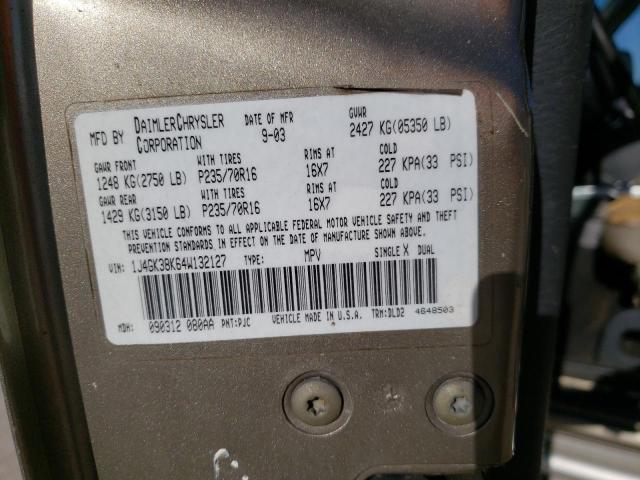 MFD BY DAIMLERCHRYSLER CORPORATION DATE OF MFR 9-03 GVWR 2427 KG(05350 LB)
GAWR FRONT WITH TIRES RIMS AT COLD
1248 KG(2750 LB) P235/70R16 16X7 227 KPA(33 PSI)
GAWR REAR WITH TIRES RIMS AT COLD
1429 KG(3150 LB) P235/70R16 16X7 227 KPA(33 PSI)
THIS VEHICLE CONFORMS TO ALL APPLICABLE FEDERAL MOTOR VEHICLE SAFETY AND THEFT
PREVENTION STANDARDS IN EFFECT ON THE DATE OF MANUFACTURE SHOWN ABOVE.
VIN: 1J4GK38K64W132127 TYPE: MPV SINGLE X DUAL
MDH: 090312 080AA PNT:PJC VEHICLE MADE IN U.S.A. TRM:DLD2 4648503